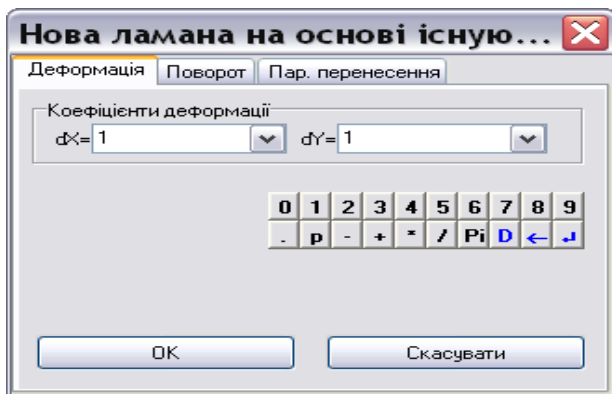 Нова ламана на основі існую...
Деформація Поворот Пар. перенесення
Коефіцієнти деформації
dX= 1 dY= 1
0 1 2 3 4 5 6 7 8 9
. p - + * / Pi D ← ↵
ОК Скасувати